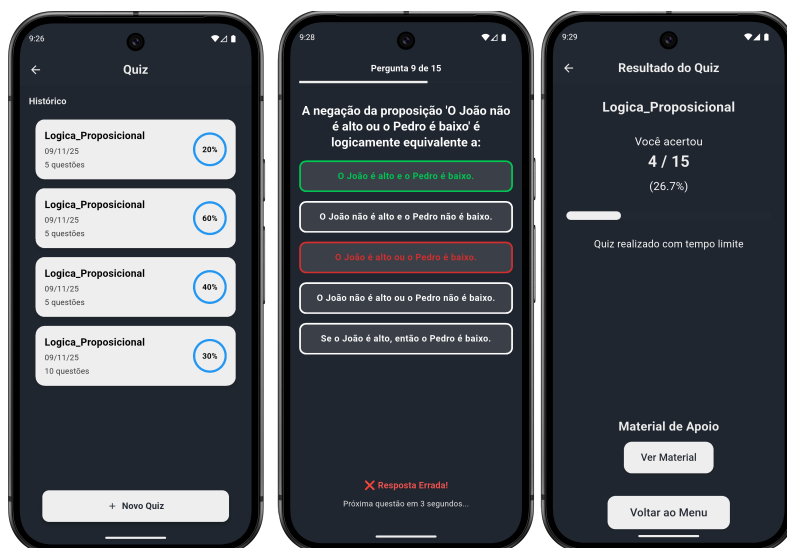 9:26
Quiz
Histórico
Logica_Proposicional
09/11/25
5 questões
20%
Logica_Proposicional
09/11/25
5 questões
60%
Logica_Proposicional
09/11/25
5 questões
40%
Logica_Proposicional
09/11/25
10 questões
30%
+ Novo Quiz
9:28
Pergunta 9 de 15
A negação da proposição 'O João não
é alto ou o Pedro é baixo' é
logicamente equivalente a:
O João é alto e o Pedro é baixo.
O João não é alto e o Pedro não é baixo.
O João é alto ou o Pedro é baixo.
O João não é alto ou o Pedro não é baixo.
Se o João é alto, então o Pedro é baixo.
❌ Resposta Errada!
Próxima questão em 3 segundos...
9:29
Resultado do Quiz
Logica_Proposicional
Você acertou
4 / 15
(26.7%)
Quiz realizado com tempo limite
Material de Apoio
Ver Material
Voltar ao Menu